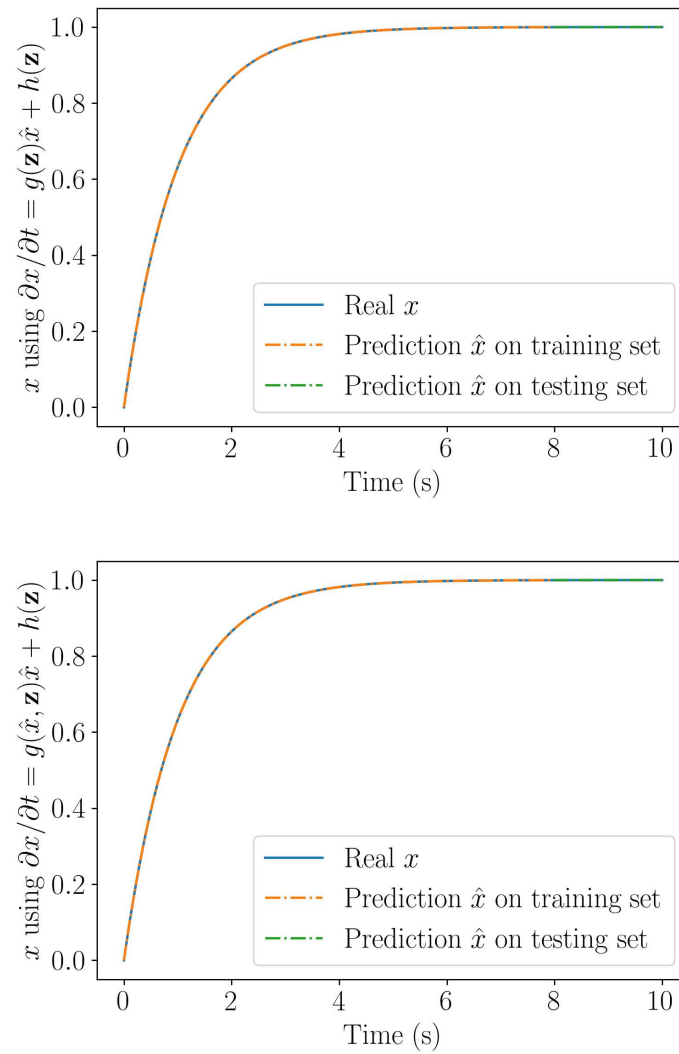 x using ∂x/∂t = g(z)x̂ + h(z)
1.0
0.8
0.6
0.4
0.2
0.0
Real x
Prediction x̂ on training set
Prediction x̂ on testing set
0 2 4 6 8 10
Time (s)
x using ∂x/∂t = g(x̂, z)x̂ + h(z)
1.0
0.8
0.6
0.4
0.2
0.0
Real x
Prediction x̂ on training set
Prediction x̂ on testing set
0 2 4 6 8 10
Time (s)